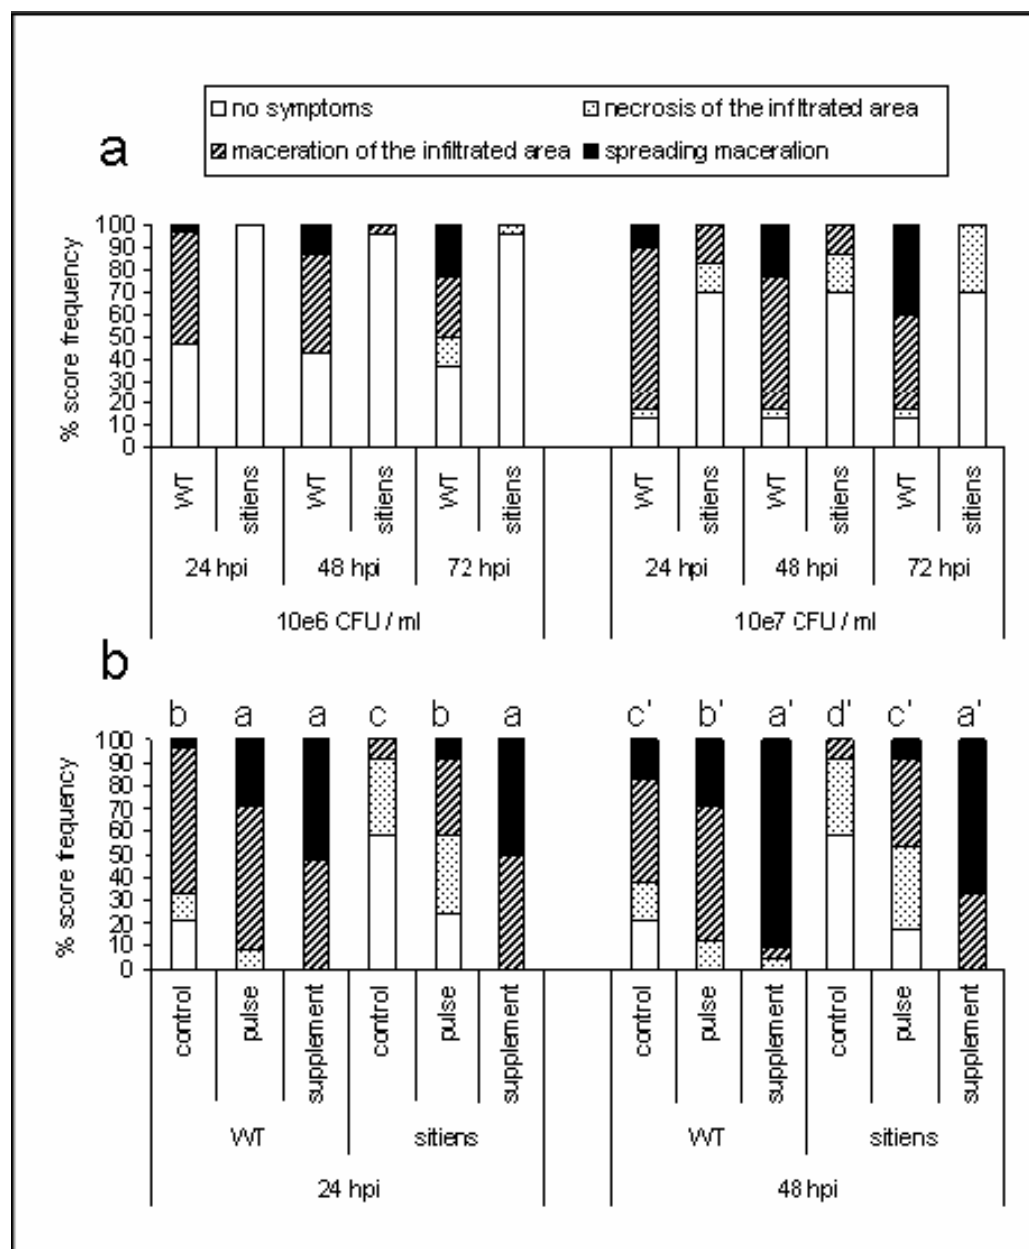 no symptoms necrosis of the infiltrated area
a
maceration of the infiltrated area spreading maceration
100
90
80
70
60
50
40
30
20
10
0
% score frequency
WT sitiens WT sitiens WT sitiens WT sitiens WT sitiens WT sitiens
24 hpi 48 hpi 72 hpi 24 hpi 48 hpi 72 hpi
10e6 CFU / ml 10e7 CFU / ml
b
b a a c b a c' b' a' d' c' a'
100
90
80
70
60
50
40
30
20
10
0
% score frequency
control pulse supplement control pulse supplement control pulse supplement control pulse supplement
WT sitiens WT sitiens
24 hpi 48 hpi